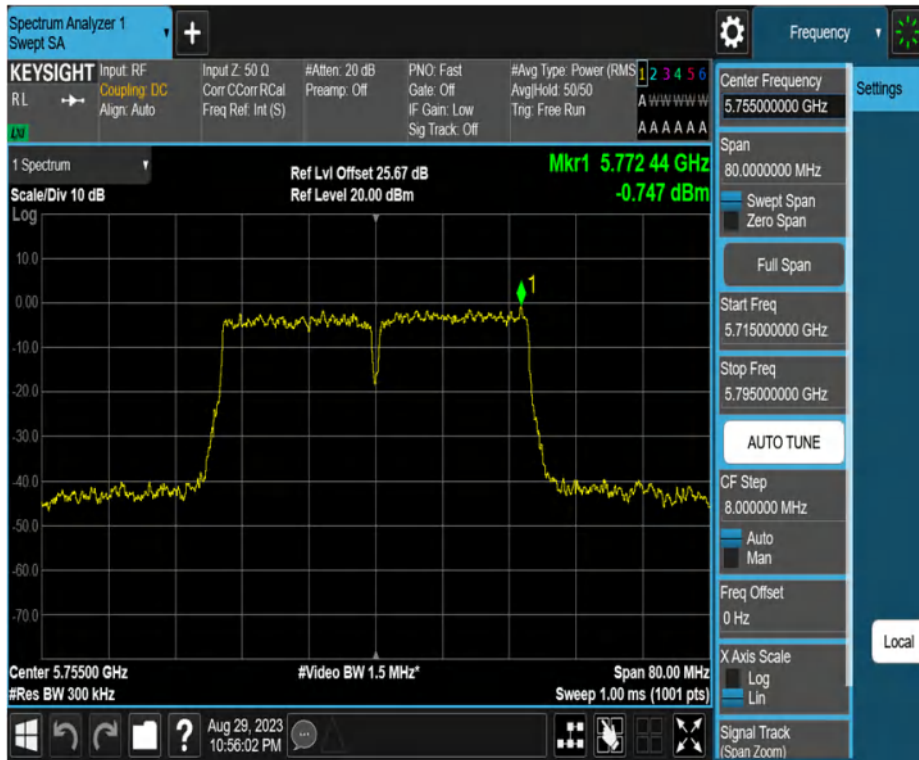 Spectrum Analyzer 1
Swept SA
+
Frequency
KEYSIGHT
RL
LXI
Input: RF
Coupling: DC
Align: Auto
Input Z: 50 Ω
Corr CCorr RCal
Freq Ref: Int (S)
#Atten: 20 dB
Preamp: Off
PNO: Fast
Gate: Off
IF Gain: Low
Sig Track: Off
#Avg Type: Power (RMS
Avg|Hold: 50/50
Trig: Free Run
1 2 3 4 5 6
A W W W W W
A A A A A A
1 Spectrum
Scale/Div 10 dB
Ref Lvl Offset 25.67 dB
Ref Level 20.00 dBm
Mkr1 5.772 44 GHz
-0.747 dBm
Log
10.0
0.00
-10.0
-20.0
-30.0
-40.0
-50.0
-60.0
-70.0
1
Center 5.75500 GHz
#Res BW 300 kHz
#Video BW 1.5 MHz*
Span 80.00 MHz
Sweep 1.00 ms (1001 pts)
?
Aug 29, 2023
10:56:02 PM
Center Frequency
5.755000000 GHz
Span
80.0000000 MHz
Swept Span
Zero Span
Full Span
Start Freq
5.715000000 GHz
Stop Freq
5.795000000 GHz
AUTO TUNE
CF Step
8.000000 MHz
Auto
Man
Freq Offset
0 Hz
X Axis Scale
Log
Lin
Signal Track
(Span Zoom)
Settings
Local